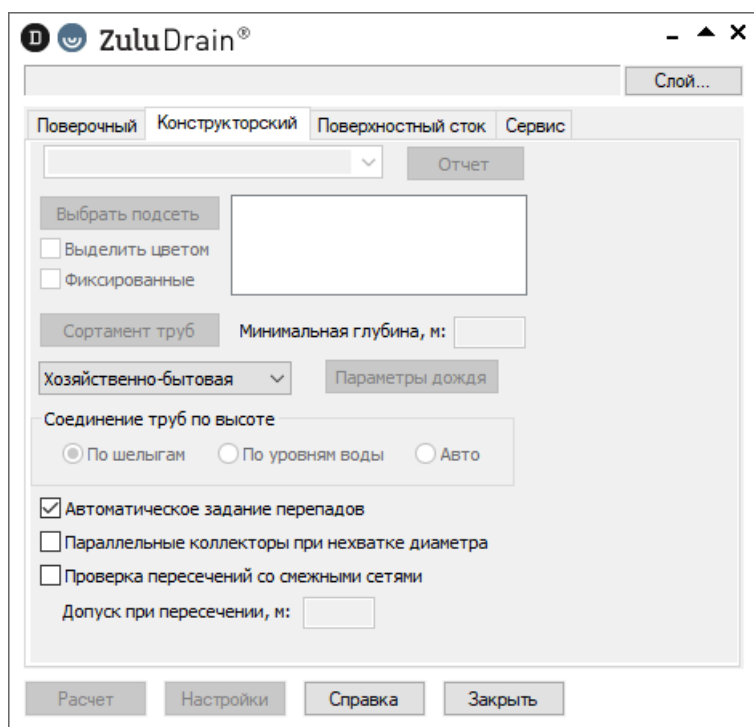 D ZuluDrain®
Слой...
Поверочный Конструкторский Поверхностный сток Сервис
Отчет
Выбрать подсеть
Выделить цветом
Фиксированные
Сортамент труб Минимальная глубина, м:
Хозяйственно-бытовая Параметры дождя
Соединение труб по высоте
По шелыгам По уровням воды Авто
Автоматическое задание перепадов
Параллельные коллекторы при нехватке диаметра
Проверка пересечений со смежными сетями
Допуск при пересечении, м:
Расчет Настройки Справка Закрыть